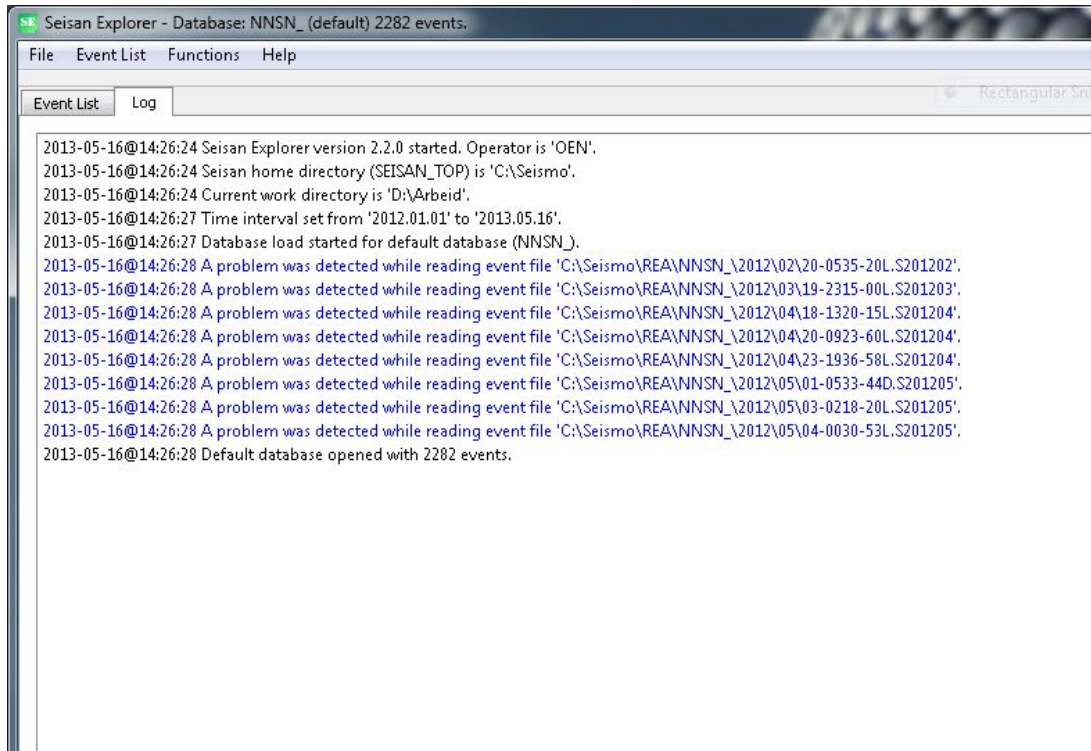 SE Seisan Explorer - Database: NNSN_ (default) 2282 events.
File Event List Functions Help
Rectangular Sni
Event List Log
2013-05-16@14:26:24 Seisan Explorer version 2.2.0 started. Operator is 'OEN'.
2013-05-16@14:26:24 Seisan home directory (SEISAN_TOP) is 'C:\Seismo'.
2013-05-16@14:26:24 Current work directory is 'D:\Arbeid'.
2013-05-16@14:26:27 Time interval set from '2012.01.01' to '2013.05.16'.
2013-05-16@14:26:27 Database load started for default database (NNSN_).
2013-05-16@14:26:28 A problem was detected while reading event file 'C:\Seismo\REA\NNSN_\2012\02\20-0535-20L.S201202'.
2013-05-16@14:26:28 A problem was detected while reading event file 'C:\Seismo\REA\NNSN_\2012\03\19-2315-00L.S201203'.
2013-05-16@14:26:28 A problem was detected while reading event file 'C:\Seismo\REA\NNSN_\2012\04\18-1320-15L.S201204'.
2013-05-16@14:26:28 A problem was detected while reading event file 'C:\Seismo\REA\NNSN_\2012\04\20-0923-60L.S201204'.
2013-05-16@14:26:28 A problem was detected while reading event file 'C:\Seismo\REA\NNSN_\2012\04\23-1936-58L.S201204'.
2013-05-16@14:26:28 A problem was detected while reading event file 'C:\Seismo\REA\NNSN_\2012\05\01-0533-44D.S201205'.
2013-05-16@14:26:28 A problem was detected while reading event file 'C:\Seismo\REA\NNSN_\2012\05\03-0218-20L.S201205'.
2013-05-16@14:26:28 A problem was detected while reading event file 'C:\Seismo\REA\NNSN_\2012\05\04-0030-53L.S201205'.
2013-05-16@14:26:28 Default database opened with 2282 events.